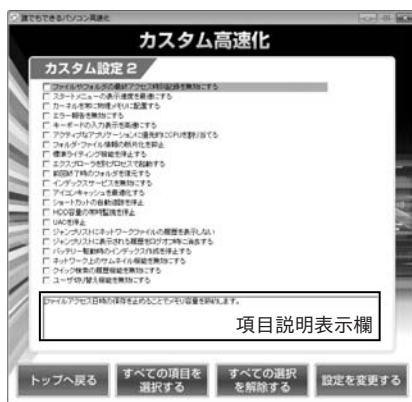 誰でもできるパソコン高速化
カスタム高速化
カスタム設定２
ファイルやフォルダの最終アクセス時刻記録を無効にする
スタートメニューの表示速度を最速にする
カーネルを常に物理メモリに配置する
エラー報告を無効にする
キーボードの入力表示を高速にする
アクティブなアプリケーションに優先的にCPUを割り当てる
フォルダ・ファイル情報の断片化を抑止
標準ライティング機能を停止する
エクスプローラを別プロセスで起動する
前回終了時のフォルダを復元する
インデックスサービスを無効にする
アイコンキャッシュを最適化する
ショートカットの自動追跡を停止
HDD容量の常時監視を停止
UACを停止
ジャンプリストにネットワークファイルの履歴を表示しない
ジャンプリストに表示される履歴をログオフ時に消去する
バッテリー駆動時のインデックス作成を停止する
ネットワーク上のサムネイル機能を無効にする
クイック検索の履歴機能を無効にする
ユーザ切り替え機能を無効にする
ファイルアクセス日時の保存を止めることでメモリ容量を節約します。
項目説明表示欄
トップへ戻る
すべての項目を
選択する
すべての選択
を解除する
設定を変更する